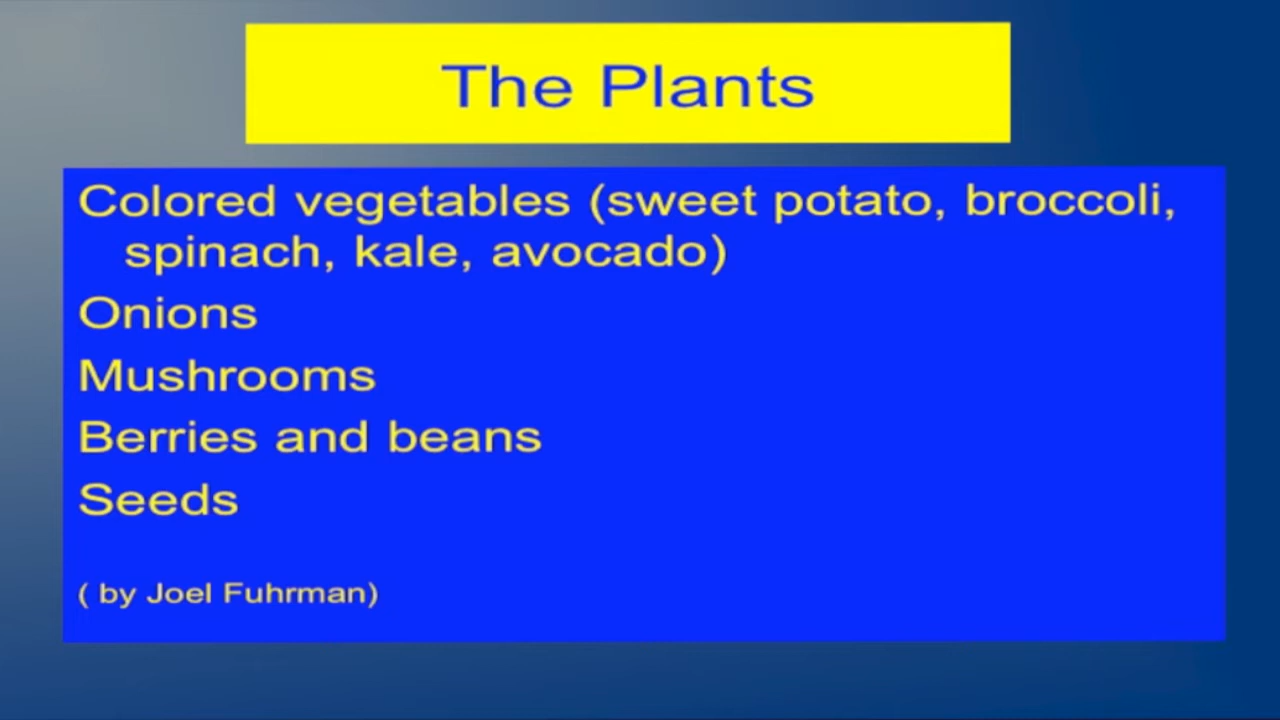 The Plants
Colored vegetables (sweet potato, broccoli,
spinach, kale, avocado)
Onions
Mushrooms
Berries and beans
Seeds
( by Joel Fuhrman)